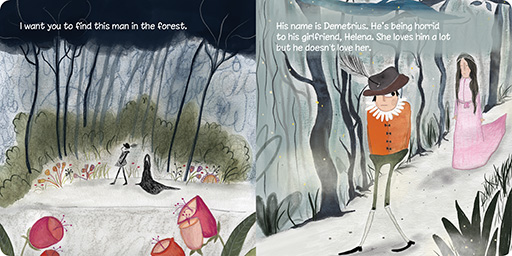 I want you to find this man in the forest.
His name is Demetrius. He's being horrid
to his girlfriend, Helena. She loves him a lot
but he doesn't love her.